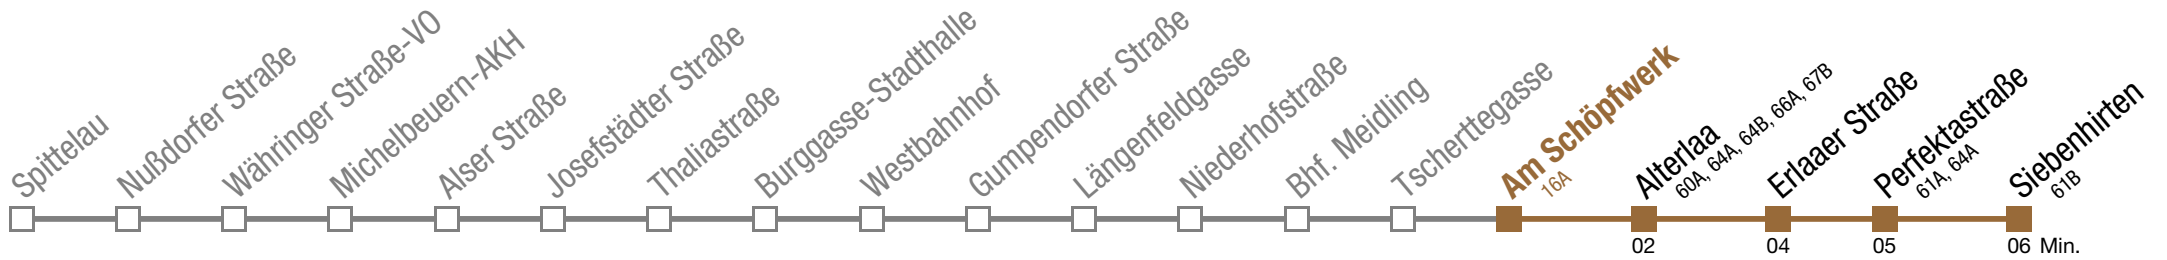 Spittelau
Nußdorfer Straße
Währinger Straße-VO
Michelbeuern-AKH
Alser Straße
Josefstädter Straße
Thaliastraße
Burggasse-Stadthalle
Westbahnhof
Gumpendorfer Straße
Längenfeldgasse
Niederhofstraße
Bhf. Meidling
Tscherttegasse
Am Schöpfwerk
16A
Alterlaa
60A, 64A, 64B, 66A, 67B
Erlaaer Straße
Perfektastraße
61A, 64A
Siebenhirten
61B
02 04 05 06 Min.